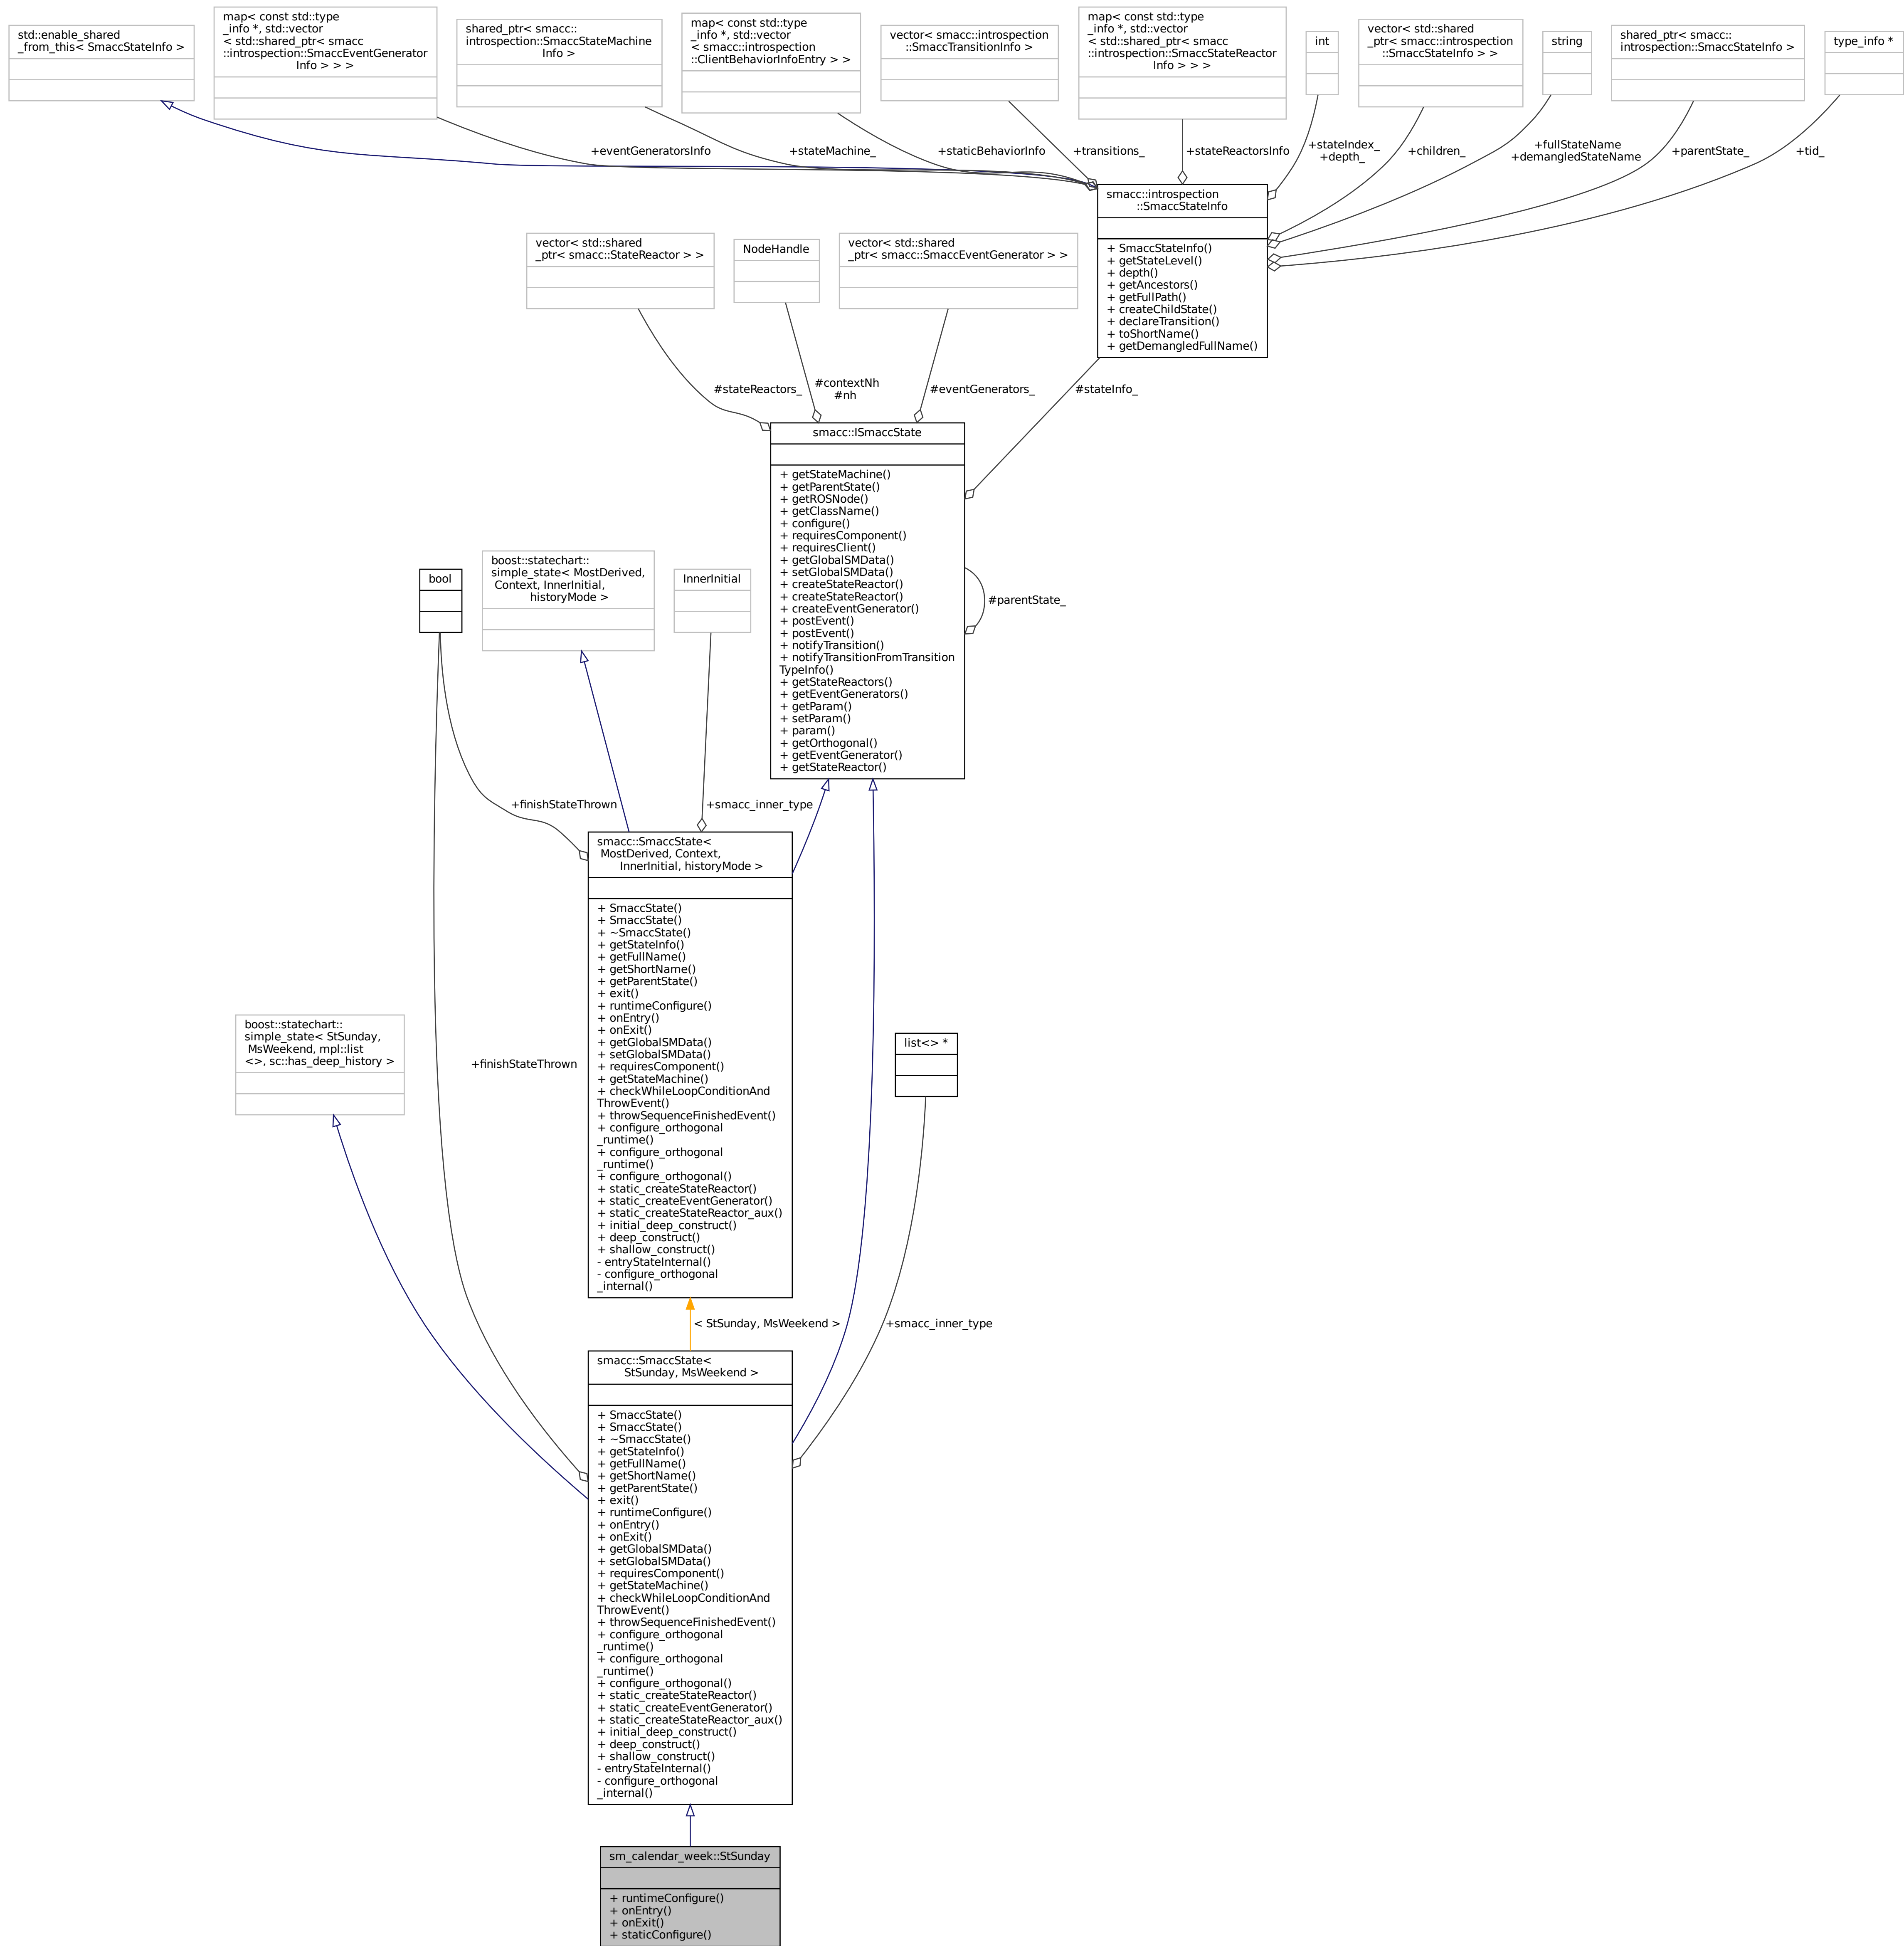 std::enable_shared
_from_this< SmaccStateInfo >
map< const std::type
_info *, std::vector
< std::shared_ptr< smacc
::introspection::SmaccEventGenerator
Info > > >
shared_ptr< smacc::
introspection::SmaccStateMachine
Info >
map< const std::type
_info *, std::vector
< smacc::introspection
::ClientBehaviorInfoEntry > >
vector< smacc::introspection
::SmaccTransitionInfo >
map< const std::type
_info *, std::vector
< std::shared_ptr< smacc
::introspection::SmaccStateReactor
Info > > >
int
vector< std::shared
_ptr< smacc::introspection
::SmaccStateInfo > >
string
shared_ptr< smacc::
introspection::SmaccStateInfo >
type_info *
+eventGeneratorsInfo
+stateMachine_
+staticBehaviorInfo
+transitions_
+stateReactorsInfo
+stateIndex_
+depth_
+children_
+fullStateName
+demangledStateName
+parentState_
+tid_
smacc::introspection
::SmaccStateInfo
+ SmaccStateInfo()
+ getStateLevel()
+ depth()
+ getAncestors()
+ getFullPath()
+ createChildState()
+ declareTransition()
+ toShortName()
+ getDemangledFullName()
vector< std::shared
_ptr< smacc::StateReactor > >
NodeHandle
vector< std::shared
_ptr< smacc::SmaccEventGenerator > >
#stateReactors_
#contextNh
#nh
#eventGenerators_
#stateInfo_
smacc::ISmaccState
+ getStateMachine()
+ getParentState()
+ getROSNode()
+ getClassName()
+ configure()
+ requiresComponent()
+ requiresClient()
+ getGlobalSMData()
+ setGlobalSMData()
+ createStateReactor()
+ createStateReactor()
+ createEventGenerator()
+ postEvent()
+ postEvent()
+ notifyTransition()
+ notifyTransitionFromTransition
TypeInfo()
+ getStateReactors()
+ getEventGenerators()
+ getParam()
+ setParam()
+ param()
+ getOrthogonal()
+ getEventGenerator()
+ getStateReactor()
#parentState_
bool
boost::statechart::
simple_state< MostDerived,
Context, InnerInitial,
historyMode >
InnerInitial
+finishStateThrown
+smacc_inner_type
smacc::SmaccState<
MostDerived, Context,
InnerInitial, historyMode >
+ SmaccState()
+ SmaccState()
+ ~SmaccState()
+ getStateInfo()
+ getFullName()
+ getShortName()
+ getParentState()
+ exit()
+ runtimeConfigure()
+ onEntry()
+ onExit()
+ getGlobalSMData()
+ setGlobalSMData()
+ requiresComponent()
+ getStateMachine()
+ checkWhileLoopConditionAnd
ThrowEvent()
+ throwSequenceFinishedEvent()
+ configure_orthogonal
_runtime()
+ configure_orthogonal
_runtime()
+ configure_orthogonal()
+ static_createStateReactor()
+ static_createEventGenerator()
+ static_createStateReactor_aux()
+ initial_deep_construct()
+ deep_construct()
+ shallow_construct()
- entryStateInternal()
- configure_orthogonal
_internal()
boost::statechart::
simple_state< StSunday,
MsWeekend, mpl::list
<>, sc::has_deep_history >
+finishStateThrown
list<> *
< StSunday, MsWeekend >
+smacc_inner_type
smacc::SmaccState<
StSunday, MsWeekend >
+ SmaccState()
+ SmaccState()
+ ~SmaccState()
+ getStateInfo()
+ getFullName()
+ getShortName()
+ getParentState()
+ exit()
+ runtimeConfigure()
+ onEntry()
+ onExit()
+ getGlobalSMData()
+ setGlobalSMData()
+ requiresComponent()
+ getStateMachine()
+ checkWhileLoopConditionAnd
ThrowEvent()
+ throwSequenceFinishedEvent()
+ configure_orthogonal
_runtime()
+ configure_orthogonal
_runtime()
+ configure_orthogonal()
+ static_createStateReactor()
+ static_createEventGenerator()
+ static_createStateReactor_aux()
+ initial_deep_construct()
+ deep_construct()
+ shallow_construct()
- entryStateInternal()
- configure_orthogonal
_internal()
sm_calendar_week::StSunday
+ runtimeConfigure()
+ onEntry()
+ onExit()
+ staticConfigure()